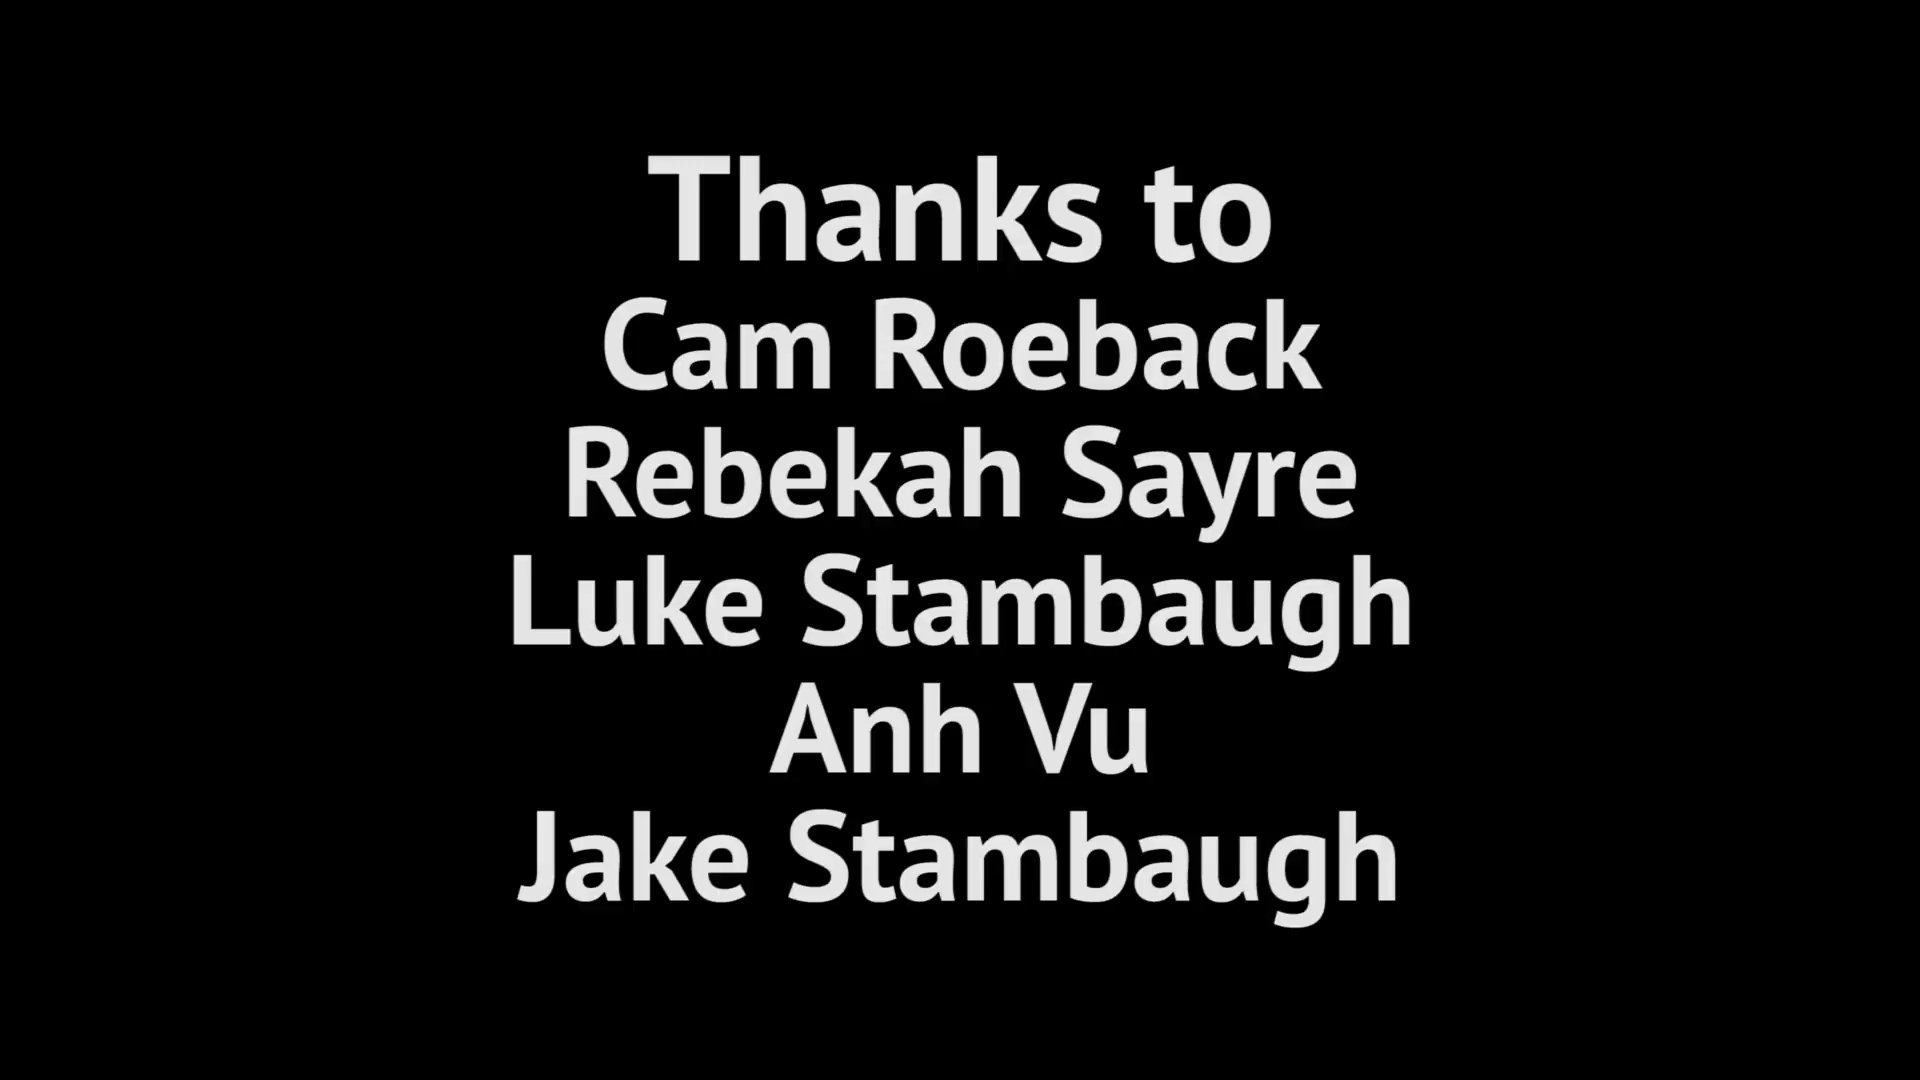 Thanks to
Cam Roeback
Rebekah Sayre
Luke Stambaugh
Anh Vu
Jake Stambaugh